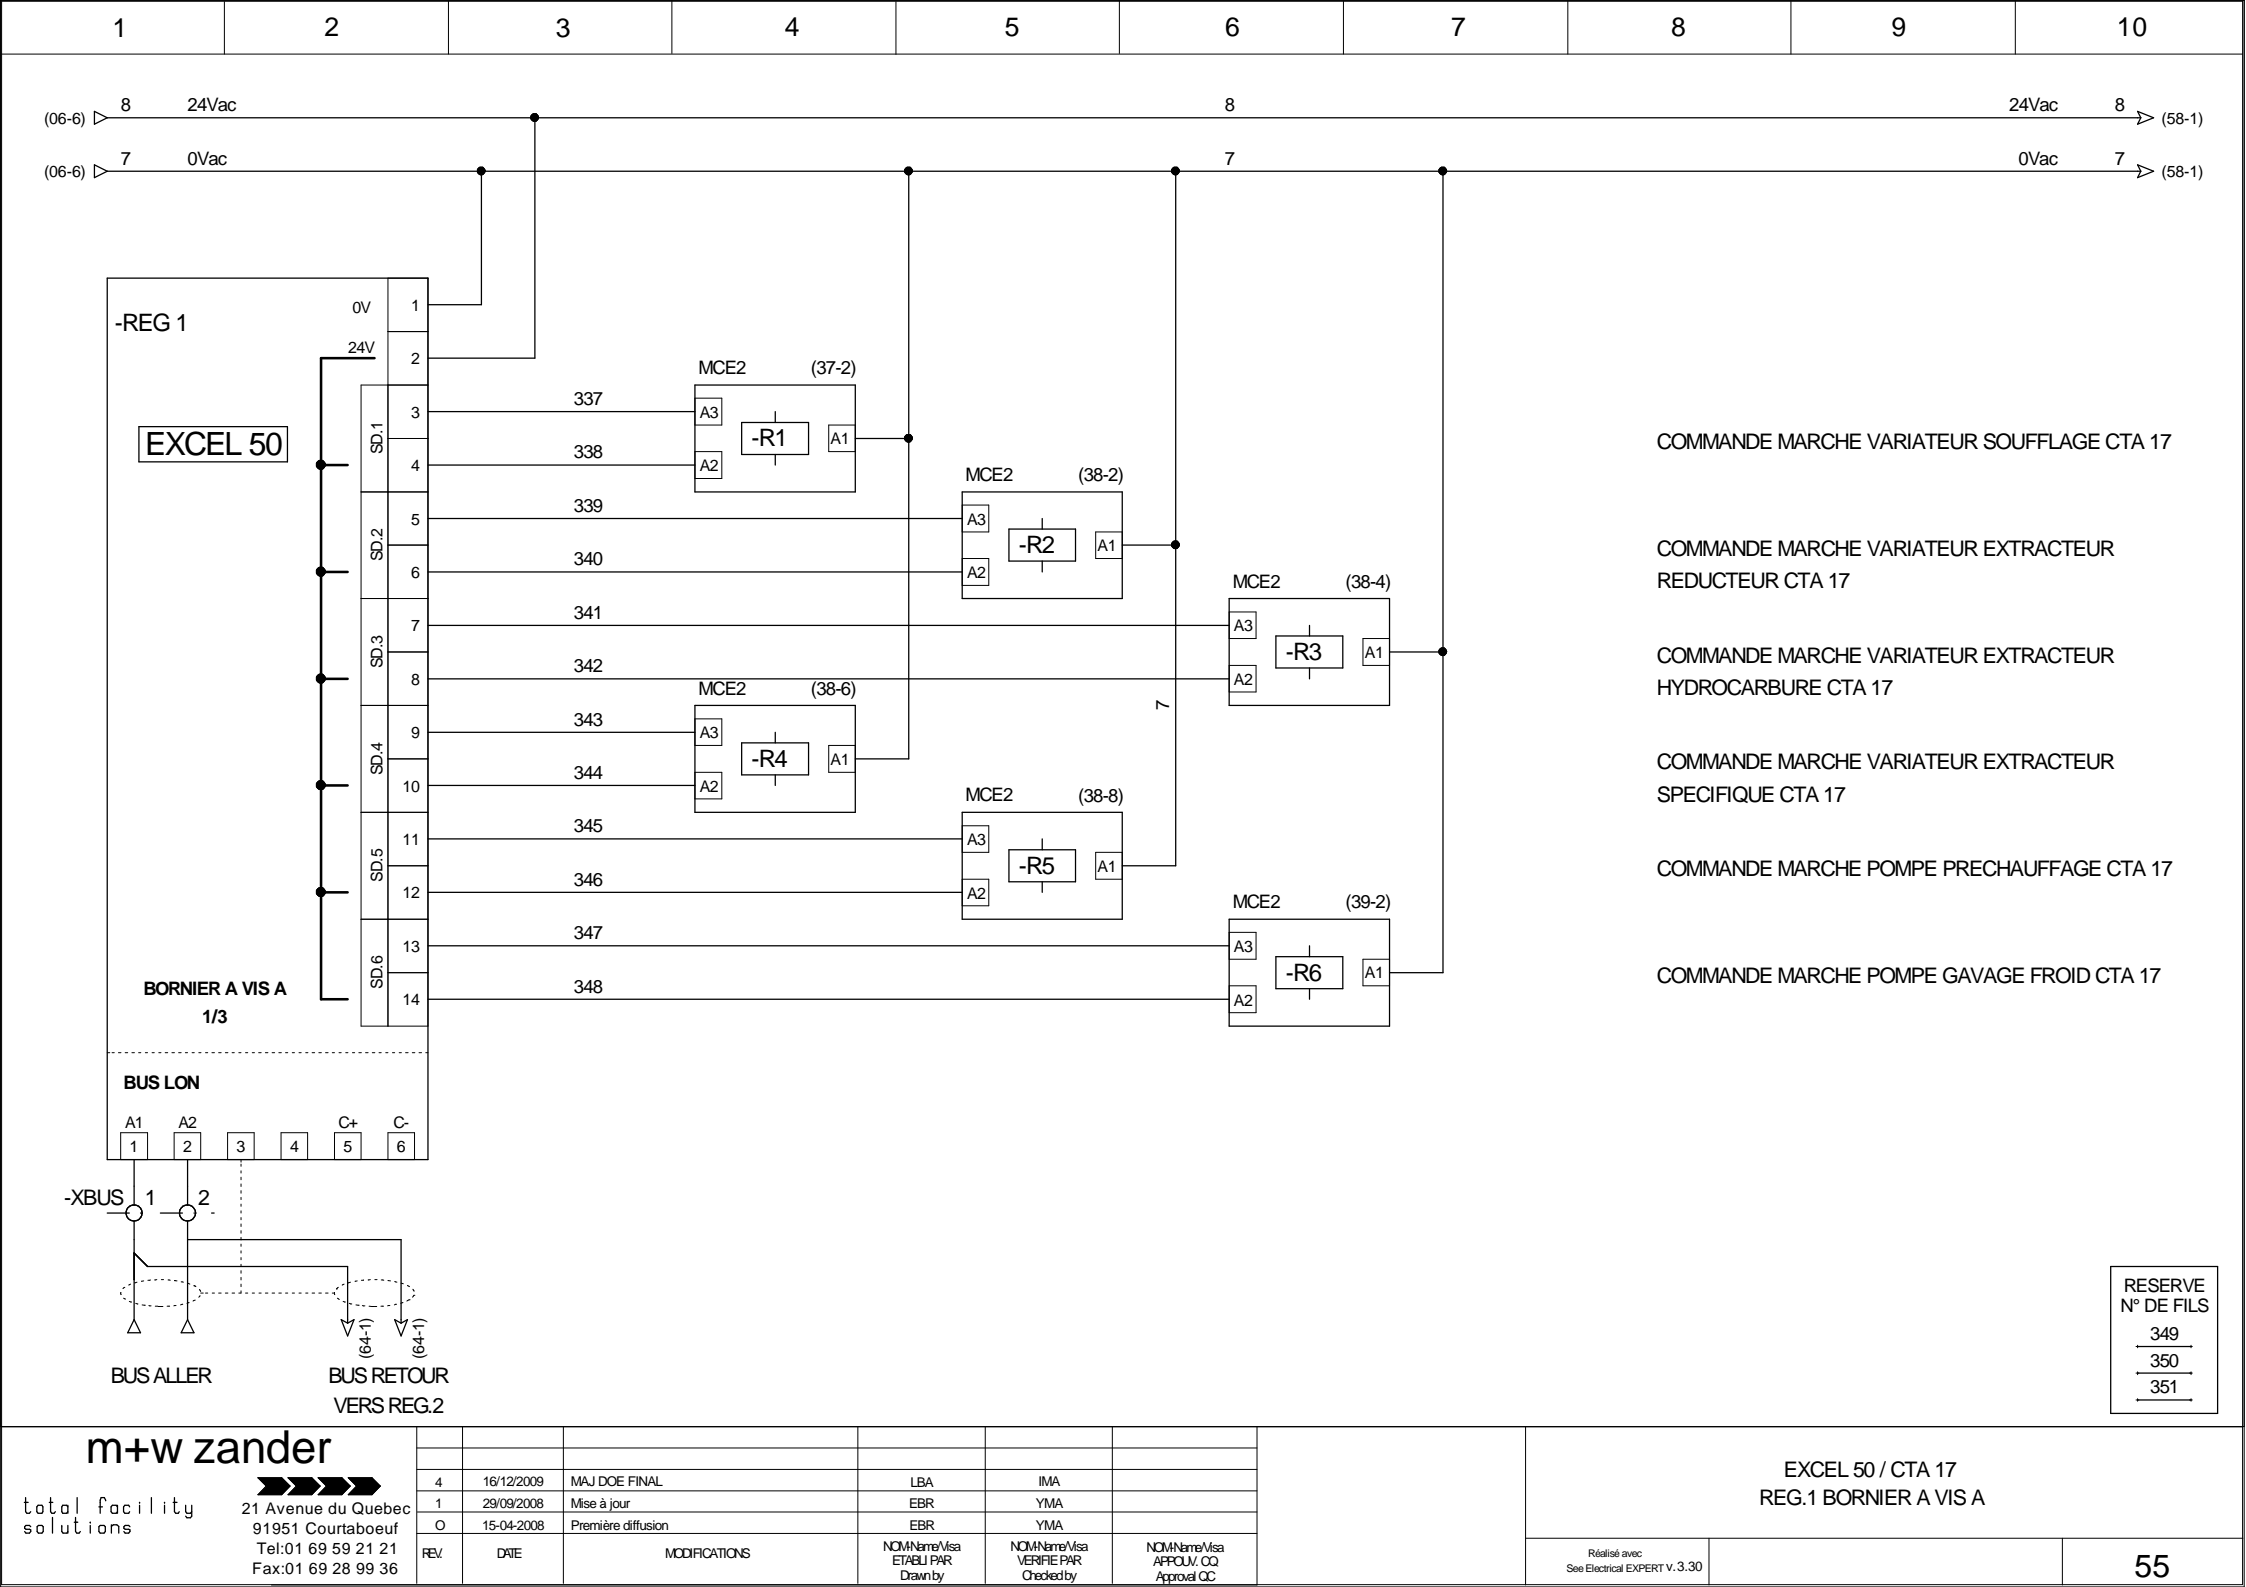 1 2 3 4 5 6 7 8 9 10
(06-6) 8 24Vac 8 24Vac 8 (58-1)
(06-6) 7 0Vac 7 0Vac 7 (58-1)
-REG 1
EXCEL 50
0V 1
24V 2
SD.1 3 4
SD.2 5 6
SD.3 7 8
SD.4 9 10
SD.5 11 12
SD.6 13 14
337
338
339
340
341
342
343
344
345
346
347
348
MCE2 (37-2)
A3 -R1 A1
A2
MCE2 (38-2)
A3 -R2 A1
A2
MCE2 (38-4)
A3 -R3 A1
A2
MCE2 (38-6)
A3 -R4 A1
A2
7
MCE2 (38-8)
A3 -R5 A1
A2
MCE2 (39-2)
A3 -R6 A1
A2
COMMANDE MARCHE VARIATEUR SOUFFLAGE CTA 17
COMMANDE MARCHE VARIATEUR EXTRACTEUR
REDUCTEUR CTA 17
COMMANDE MARCHE VARIATEUR EXTRACTEUR
HYDROCARBURE CTA 17
COMMANDE MARCHE VARIATEUR EXTRACTEUR
SPECIFIQUE CTA 17
COMMANDE MARCHE POMPE PRECHAUFFAGE CTA 17
COMMANDE MARCHE POMPE GAVAGE FROID CTA 17
BORNIER A VIS A
1/3
BUS LON
A1 A2 C+ C-
1 2 3 4 5 6
-XBUS 1 2 -
(64-1) (64-1)
BUS ALLER
BUS RETOUR
VERS REG.2
RESERVE
N° DE FILS
349
350
351
m+w zander
total facility
solutions
21 Avenue du Quebec
91951 Courtaboeuf
Tel:01 69 59 21 21
Fax:01 69 28 99 36
4 16/12/2009 MAJ DOE FINAL LBA IMA
1 29/09/2008 Mise à jour EBR YMA
O 15-04-2008 Première diffusion EBR YMA
REV. DATE MODIFICATIONS
NOM-Name/Visa
ETABLI PAR
Drawn by
NOM-Name/Visa
VERIFIE PAR
Checked by
NOM-Name/Visa
APPOUV. CQ
Approval QC
EXCEL 50 / CTA 17
REG.1 BORNIER A VIS A
Réalisé avec
See Electrical EXPERT V. 3.30
55